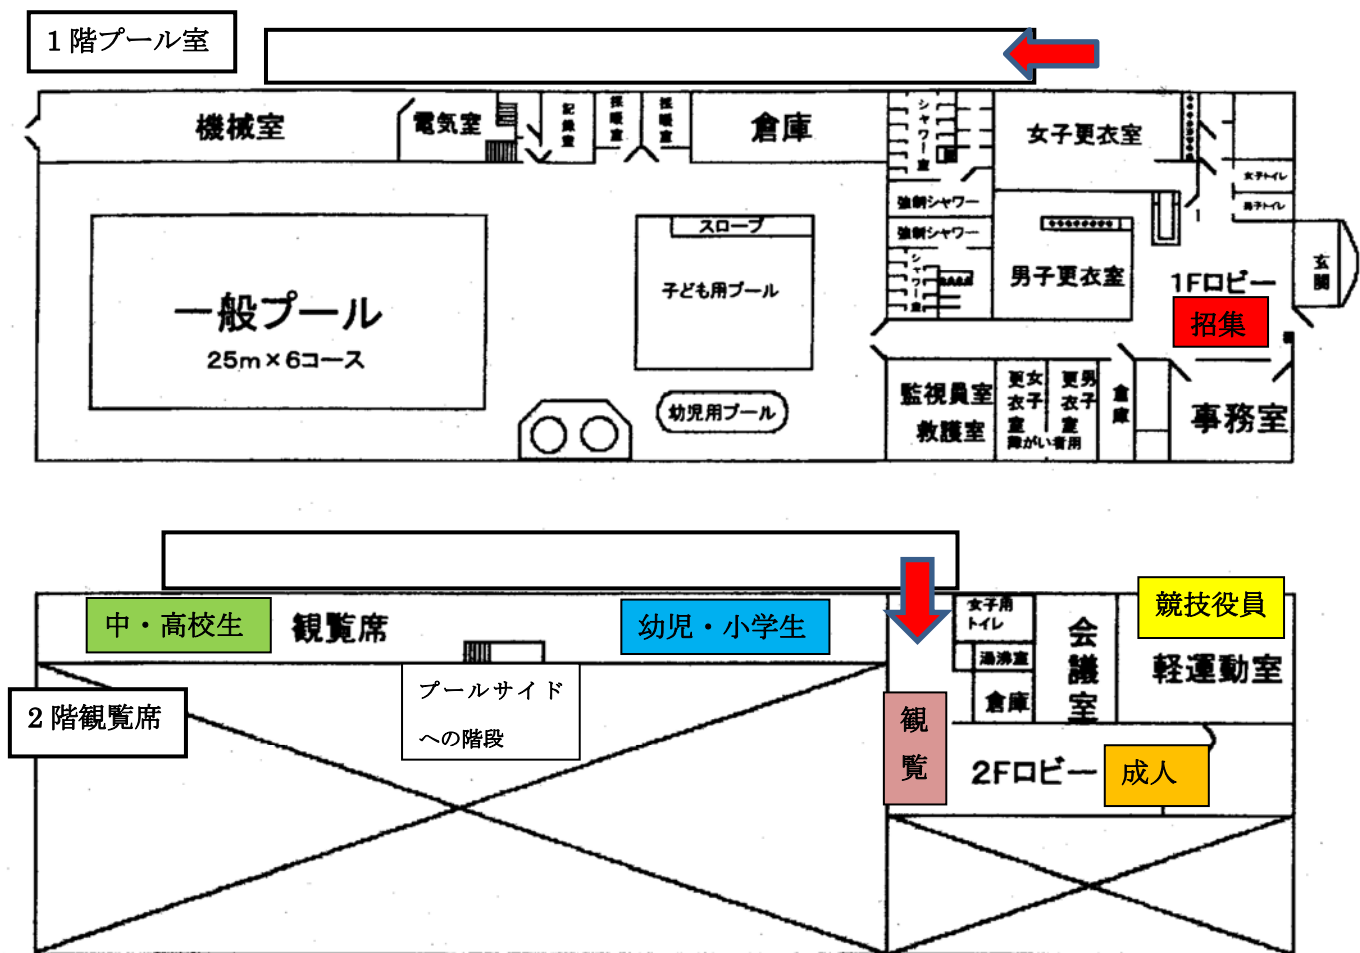 １階プール室
機械室
電気室
記録室
採暖室
採暖室
倉庫
シャワー室
女子更衣室
女子トイレ
男子トイレ
強制シャワー
強制シャワー
シャワー室
男子更衣室
玄関
1Fロビー
招集
スロープ
子ども用プール
一般プール
25m×6コース
幼児用プール
監視員室
救護室
女子更衣室
男子更衣室
障がい者用
倉庫
事務室
中・高校生
観覧席
幼児・小学生
女子用
トイレ
湯沸室
倉庫
会議室
競技役員
軽運動室
２階観覧席
プールサイド
への階段
観覧
2Fロビー
成人